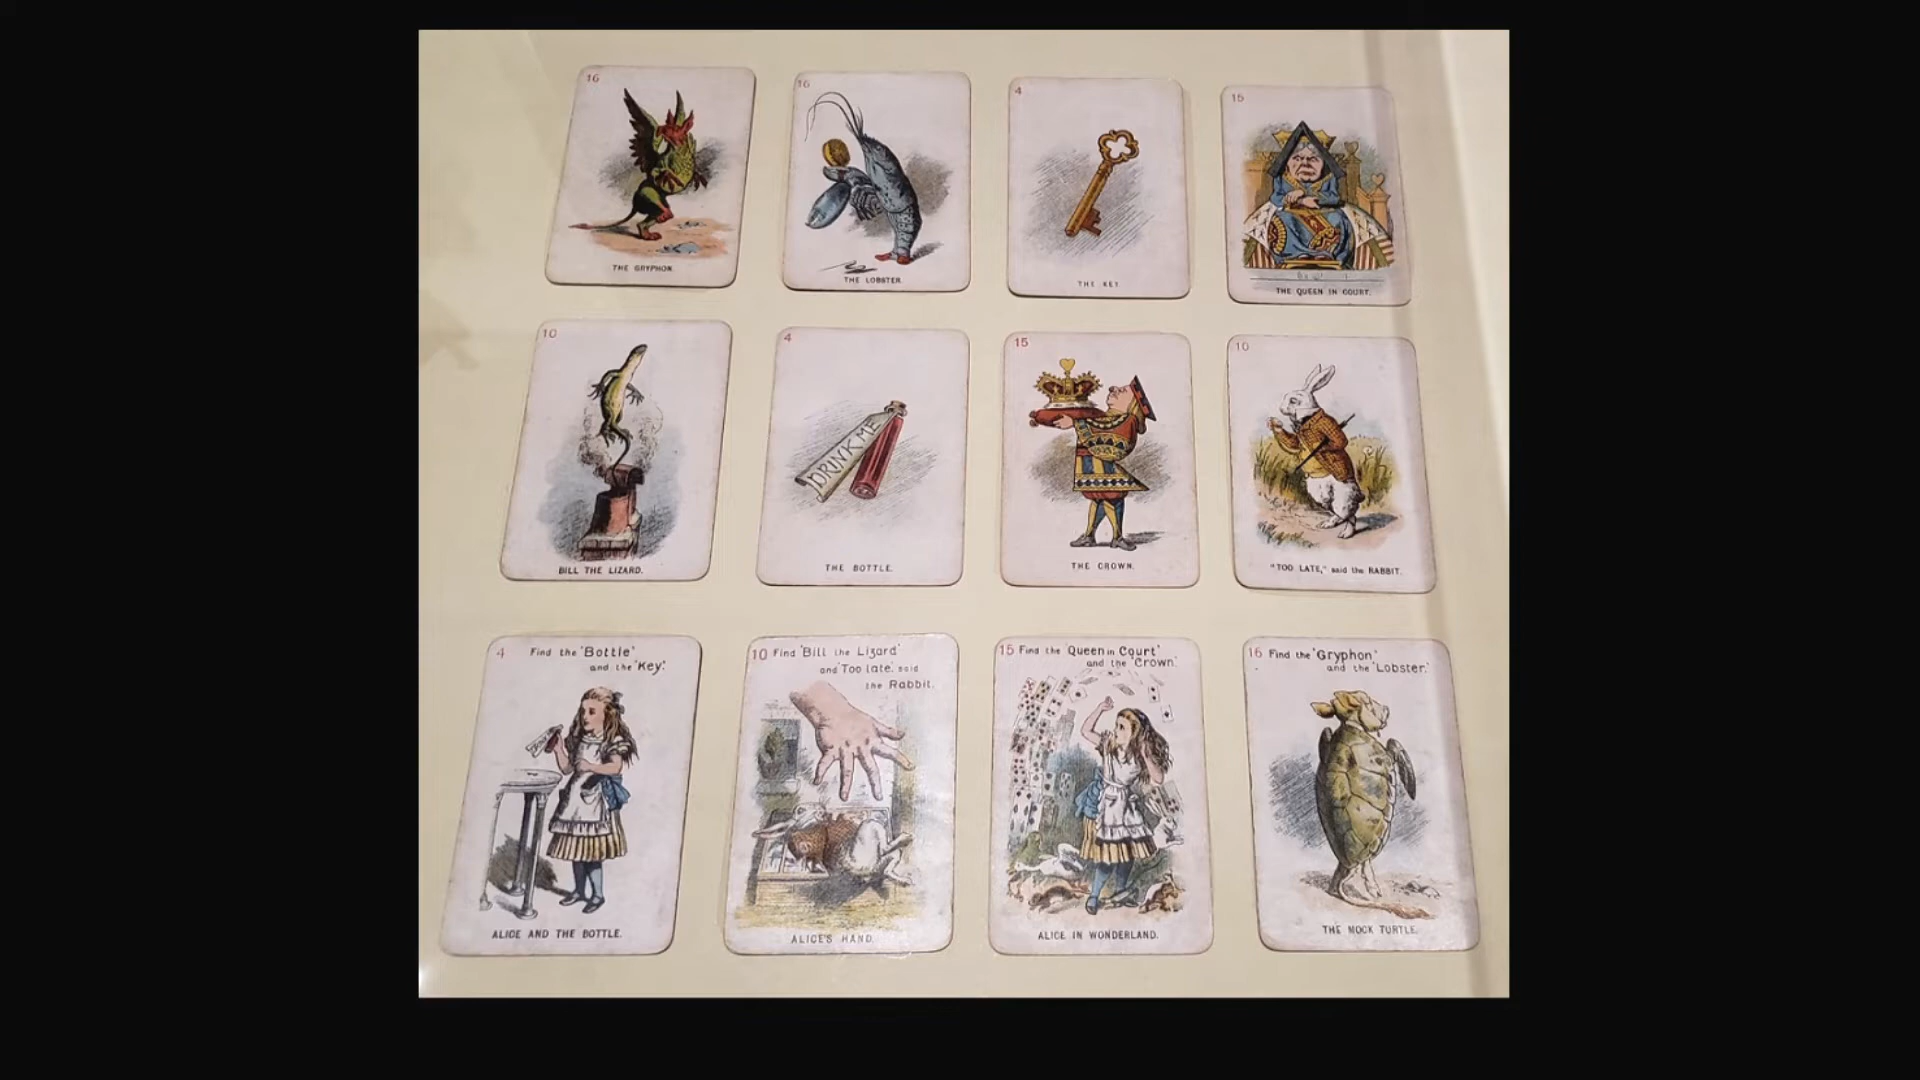 16
THE GRYPHON.
16
THE LOBSTER.
4
THE KEY.
15
THE QUEEN IN COURT.
10
BILL THE LIZARD.
4
DRINK ME
THE BOTTLE.
15
THE CROWN.
10
"TOO LATE," said the RABBIT.
4 Find the 'Bottle'
and the 'Key'.
ALICE AND THE BOTTLE.
10 Find 'Bill the Lizard'
and 'Too late'. said
the Rabbit.
ALICE'S HAND.
15 Find the 'Queen in Court'
and the 'Crown'.
ALICE IN WONDERLAND.
16 Find the 'Gryphon'
and the 'Lobster.'
THE MOCK TURTLE.